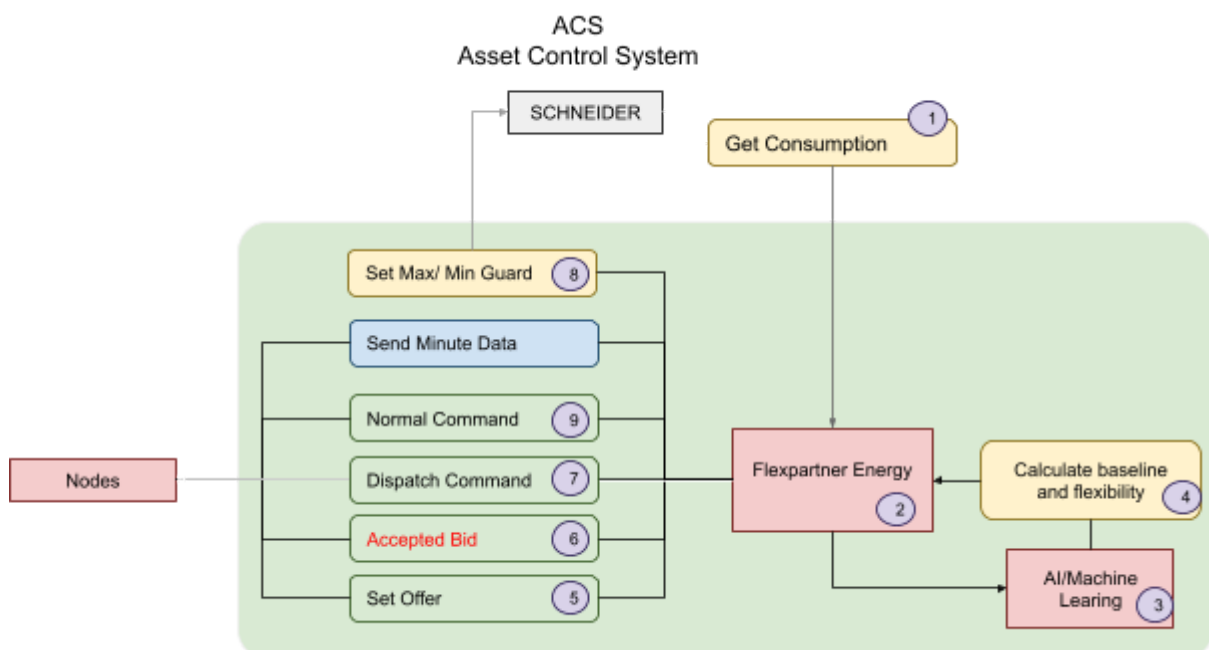 ACS
Asset Control System
SCHNEIDER
1
Get Consumption
Set Max/ Min Guard
8
Send Minute Data
Normal Command
9
Nodes
Dispatch Command
7
Flexpartner Energy
2
Calculate baseline
and flexibility
4
Accepted Bid
6
Set Offer
5
AI/Machine
Learing
3